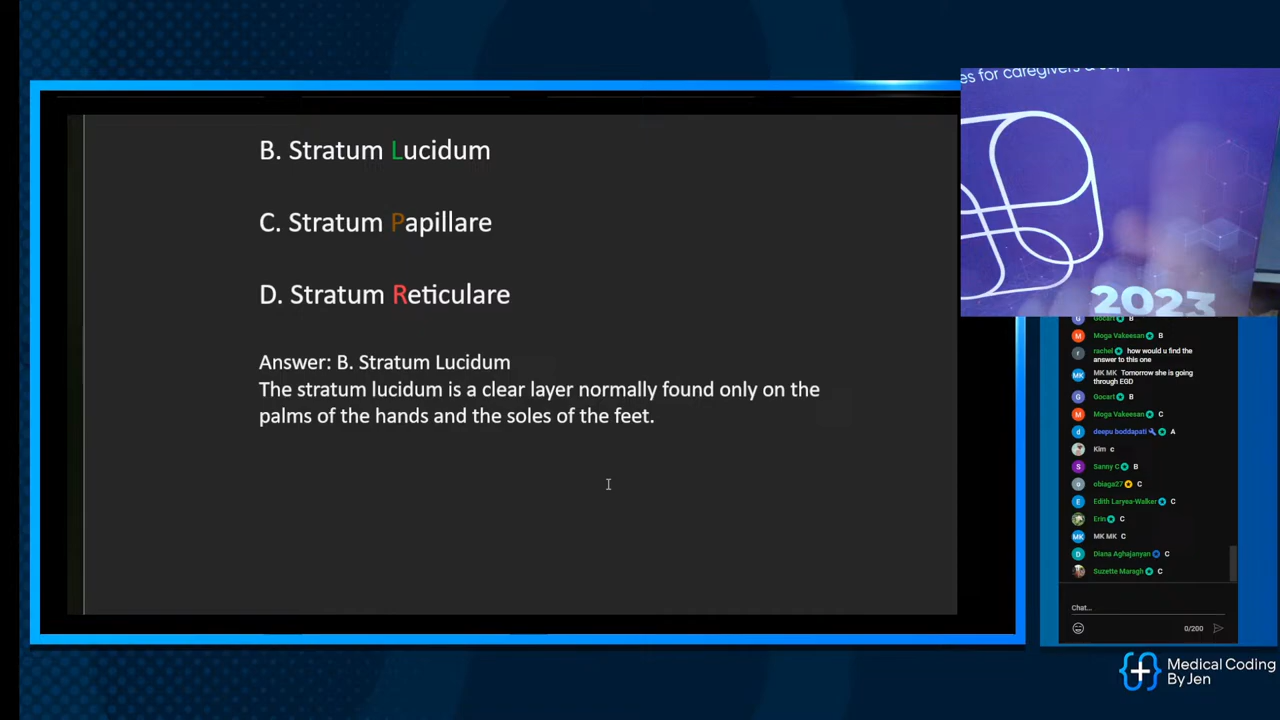 B. Stratum Lucidum
C. Stratum Papillare
D. Stratum Reticulare
Answer: B. Stratum Lucidum
The stratum lucidum is a clear layer normally found only on the
palms of the hands and the soles of the feet.
es for caregivers &
2023
Gocart B
Moga Vakeesan B
rachel how would u find the
answer to this one
MK MK Tomorrow she is going
through EGD
Gocart B
Moga Vakeesan C
deepu boddapati A
Kim c
Sanny C B
obiaga27 C
Edith Laryea-Walker C
Erin C
MK MK C
Diana Aghajanyan C
Suzette Maragh C
Chat...
0/200
Medical Coding
By Jen